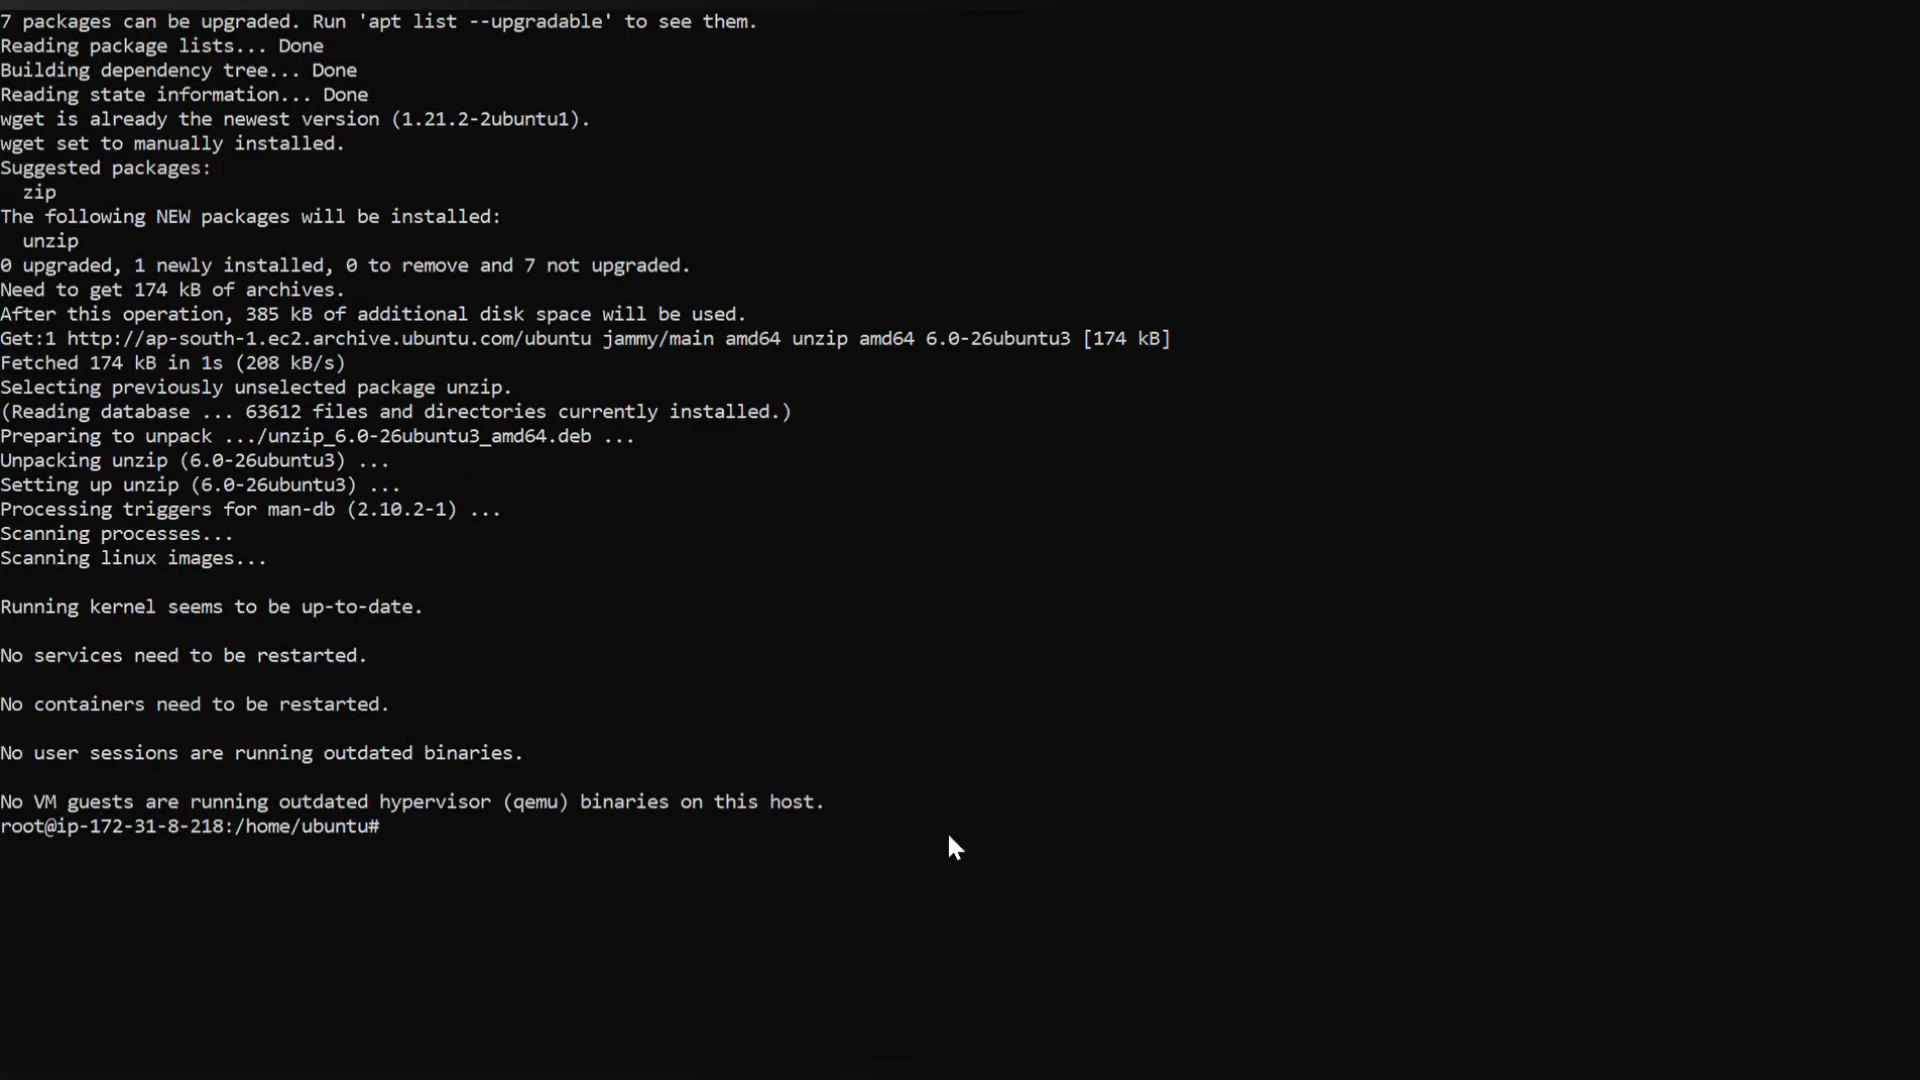 7 packages can be upgraded. Run 'apt list --upgradable' to see them.
Reading package lists... Done
Building dependency tree... Done
Reading state information... Done
wget is already the newest version (1.21.2-2ubuntu1).
wget set to manually installed.
Suggested packages:
  zip
The following NEW packages will be installed:
  unzip
0 upgraded, 1 newly installed, 0 to remove and 7 not upgraded.
Need to get 174 kB of archives.
After this operation, 385 kB of additional disk space will be used.
Get:1 http://ap-south-1.ec2.archive.ubuntu.com/ubuntu jammy/main amd64 unzip amd64 6.0-26ubuntu3 [174 kB]
Fetched 174 kB in 1s (208 kB/s)
Selecting previously unselected package unzip.
(Reading database ... 63612 files and directories currently installed.)
Preparing to unpack .../unzip_6.0-26ubuntu3_amd64.deb ...
Unpacking unzip (6.0-26ubuntu3) ...
Setting up unzip (6.0-26ubuntu3) ...
Processing triggers for man-db (2.10.2-1) ...
Scanning processes...
Scanning linux images...
Running kernel seems to be up-to-date.
No services need to be restarted.
No containers need to be restarted.
No user sessions are running outdated binaries.
No VM guests are running outdated hypervisor (qemu) binaries on this host.
root@ip-172-31-8-218:/home/ubuntu#